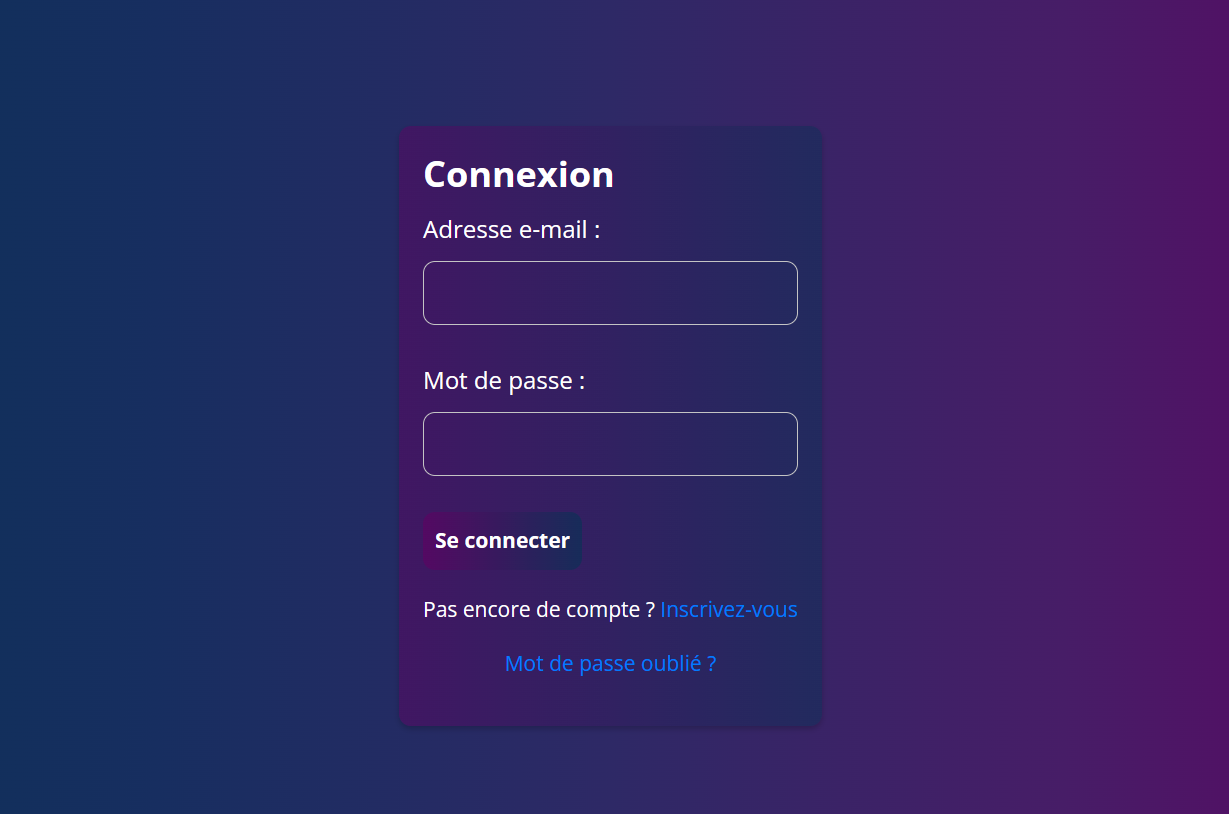 Connexion
Adresse e-mail :
Mot de passe :
Se connecter
Pas encore de compte ? Inscrivez-vous
Mot de passe oublié ?